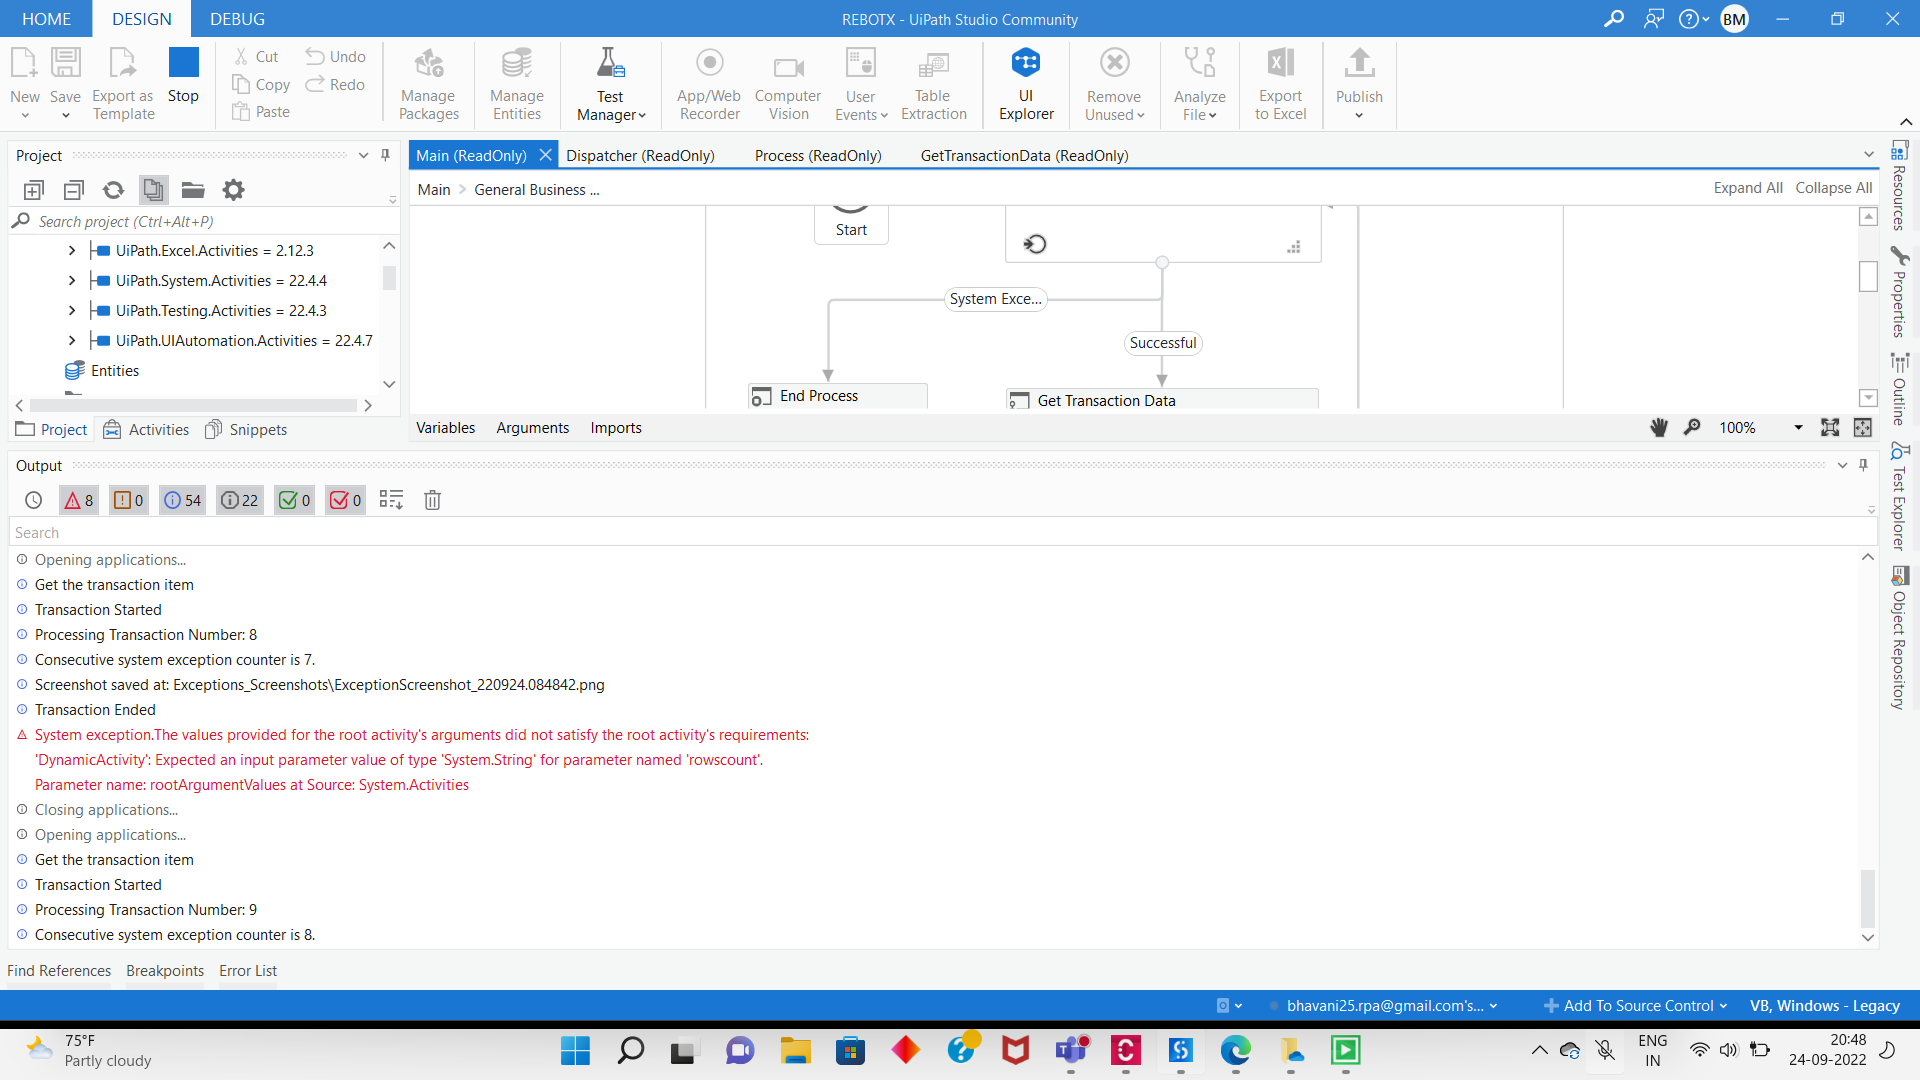 HOME DESIGN DEBUG REBOTX - UiPath Studio Community BM
New Save Export as Template Stop Cut Copy Paste Undo Redo Manage Packages Manage Entities Test Manager App/Web Recorder Computer Vision User Events Table Extraction UI Explorer Remove Unused Analyze File Export to Excel Publish
Project
Search project (Ctrl+Alt+P)
UiPath.Excel.Activities = 2.12.3
UiPath.System.Activities = 22.4.4
UiPath.Testing.Activities = 22.4.3
UiPath.UIAutomation.Activities = 22.4.7
Entities
Project Activities Snippets
Main (ReadOnly) Dispatcher (ReadOnly) Process (ReadOnly) GetTransactionData (ReadOnly)
Main > General Business ... Expand All Collapse All
Start
System Exce...
Successful
End Process
Get Transaction Data
Variables Arguments Imports 100%
Resources
Properties
Outline
Test Explorer
Object Repository
Output
8 0 54 22 0 0
Search
Opening applications...
Get the transaction item
Transaction Started
Processing Transaction Number: 8
Consecutive system exception counter is 7.
Screenshot saved at: Exceptions_Screenshots\ExceptionScreenshot_220924.084842.png
Transaction Ended
System exception.The values provided for the root activity's arguments did not satisfy the root activity's requirements:
'DynamicActivity': Expected an input parameter value of type 'System.String' for parameter named 'rowscount'.
Parameter name: rootArgumentValues at Source: System.Activities
Closing applications...
Opening applications...
Get the transaction item
Transaction Started
Processing Transaction Number: 9
Consecutive system exception counter is 8.
Find References Breakpoints Error List
bhavani25.rpa@gmail.com's... Add To Source Control VB, Windows - Legacy
75°F
Partly cloudy
ENG
IN
20:48
24-09-2022